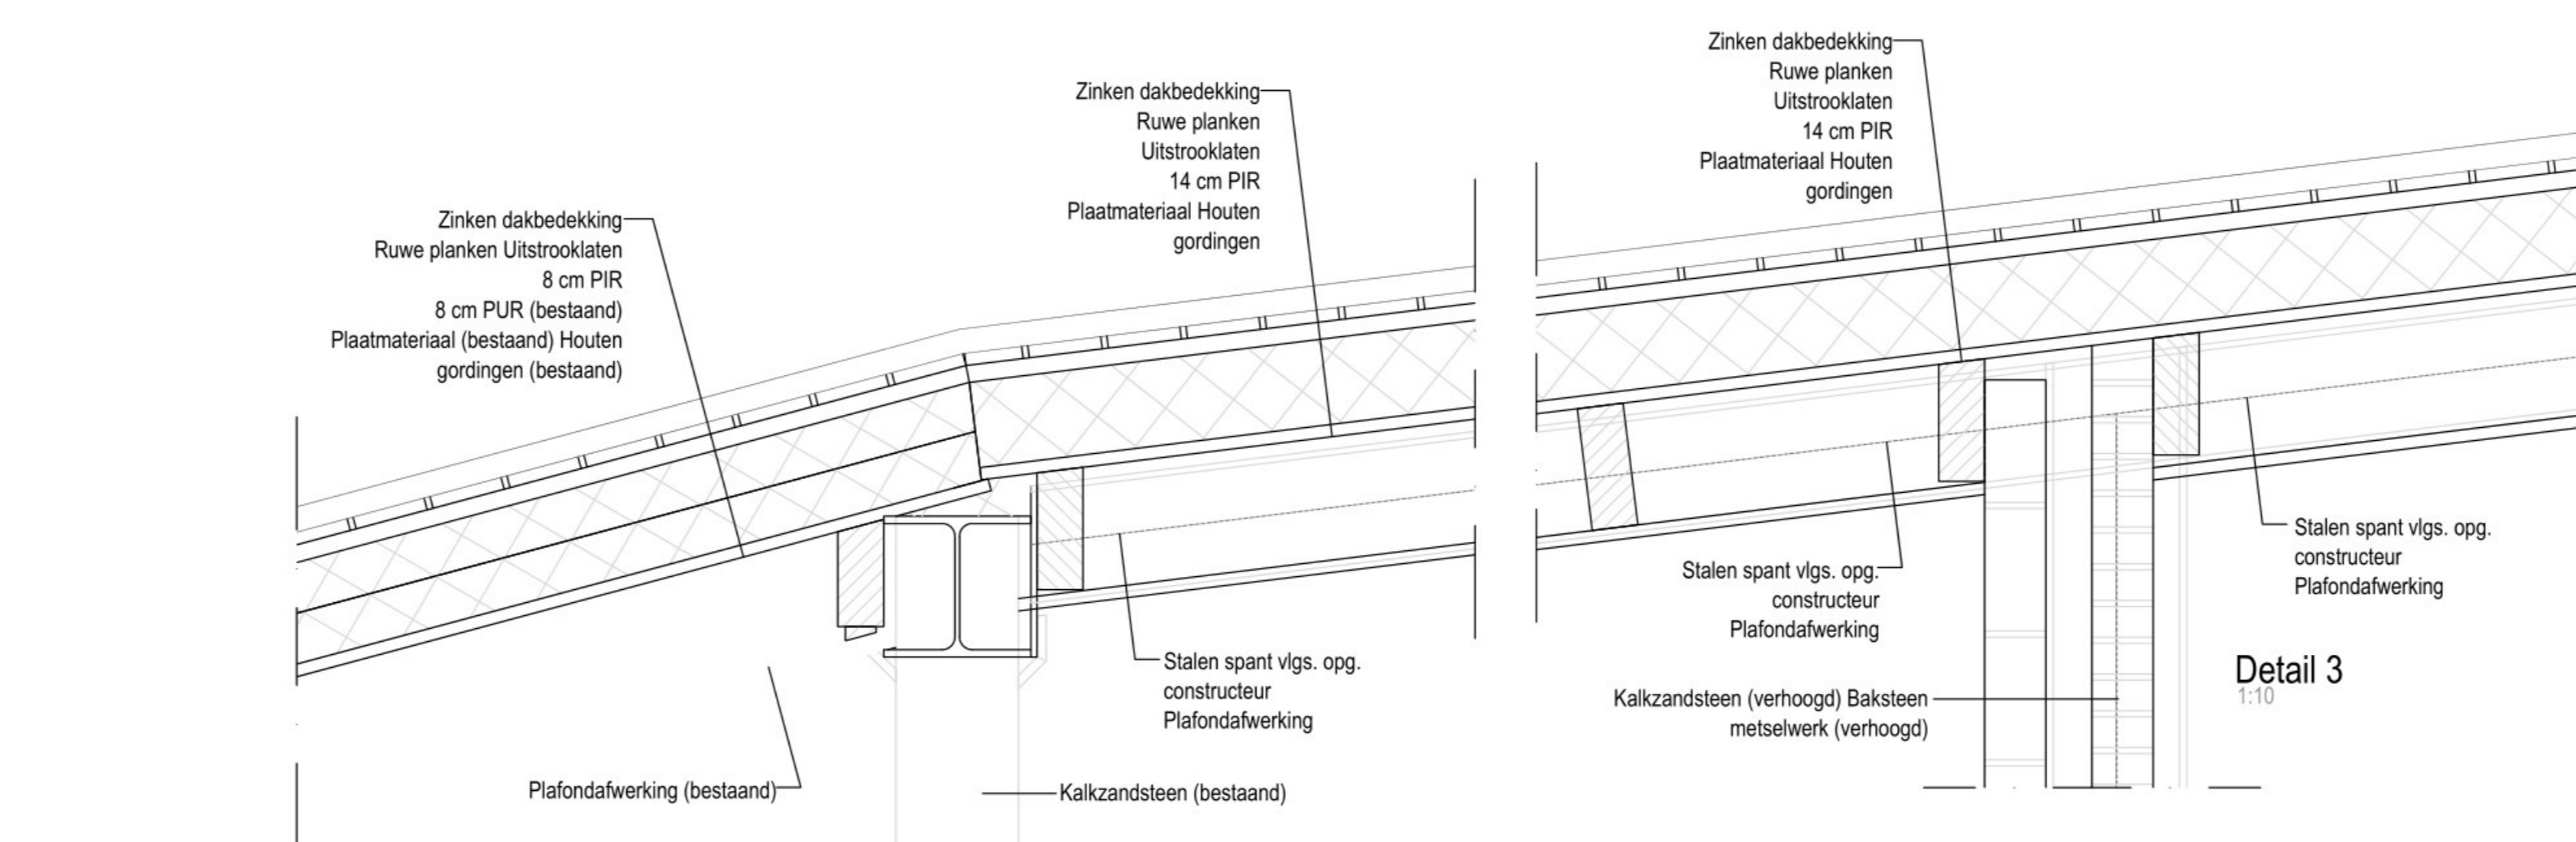 Zinken dakbedekking
Ruwe planken Uitstrooklaten
8 cm PIR
8 cm PUR (bestaand)
Plaatmateriaal (bestaand) Houten
gordingen (bestaand)
Zinken dakbedekking
Ruwe planken
Uitstrooklaten
14 cm PIR
Plaatmateriaal Houten
gordingen
Stalen spant vlgs. opg.
constructeur
Plafondafwerking
Plafondafwerking (bestaand)
Kalkzandsteen (bestaand)
Zinken dakbedekking
Ruwe planken
Uitstrooklaten
14 cm PIR
Plaatmateriaal Houten
gordingen
Stalen spant vlgs. opg.
constructeur
Plafondafwerking
Stalen spant vlgs. opg.
constructeur
Plafondafwerking
Kalkzandsteen (verhoogd) Baksteen
metselwerk (verhoogd)
Detail 3
1:10